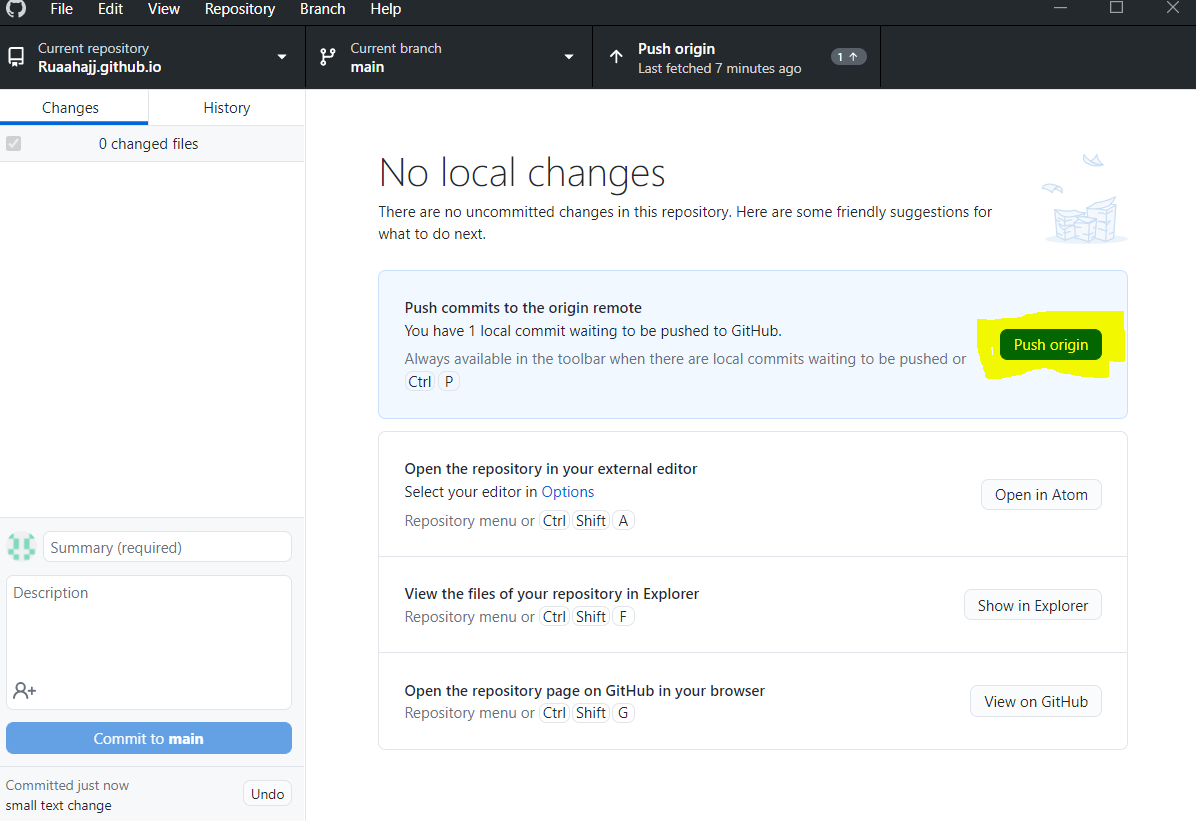 File Edit View Repository Branch Help
Current repository
Ruaahajj.github.io
Current branch
main
Push origin
Last fetched 7 minutes ago
1
Changes
History
0 changed files
No local changes
There are no uncommitted changes in this repository. Here are some friendly suggestions for
what to do next.
Push commits to the origin remote
You have 1 local commit waiting to be pushed to GitHub.
Always available in the toolbar when there are local commits waiting to be pushed or
Ctrl P
Push origin
Open the repository in your external editor
Select your editor in Options
Repository menu or Ctrl Shift A
Open in Atom
View the files of your repository in Explorer
Repository menu or Ctrl Shift F
Show in Explorer
Open the repository page on GitHub in your browser
Repository menu or Ctrl Shift G
View on GitHub
Summary (required)
Description
Commit to main
Committed just now
small text change
Undo